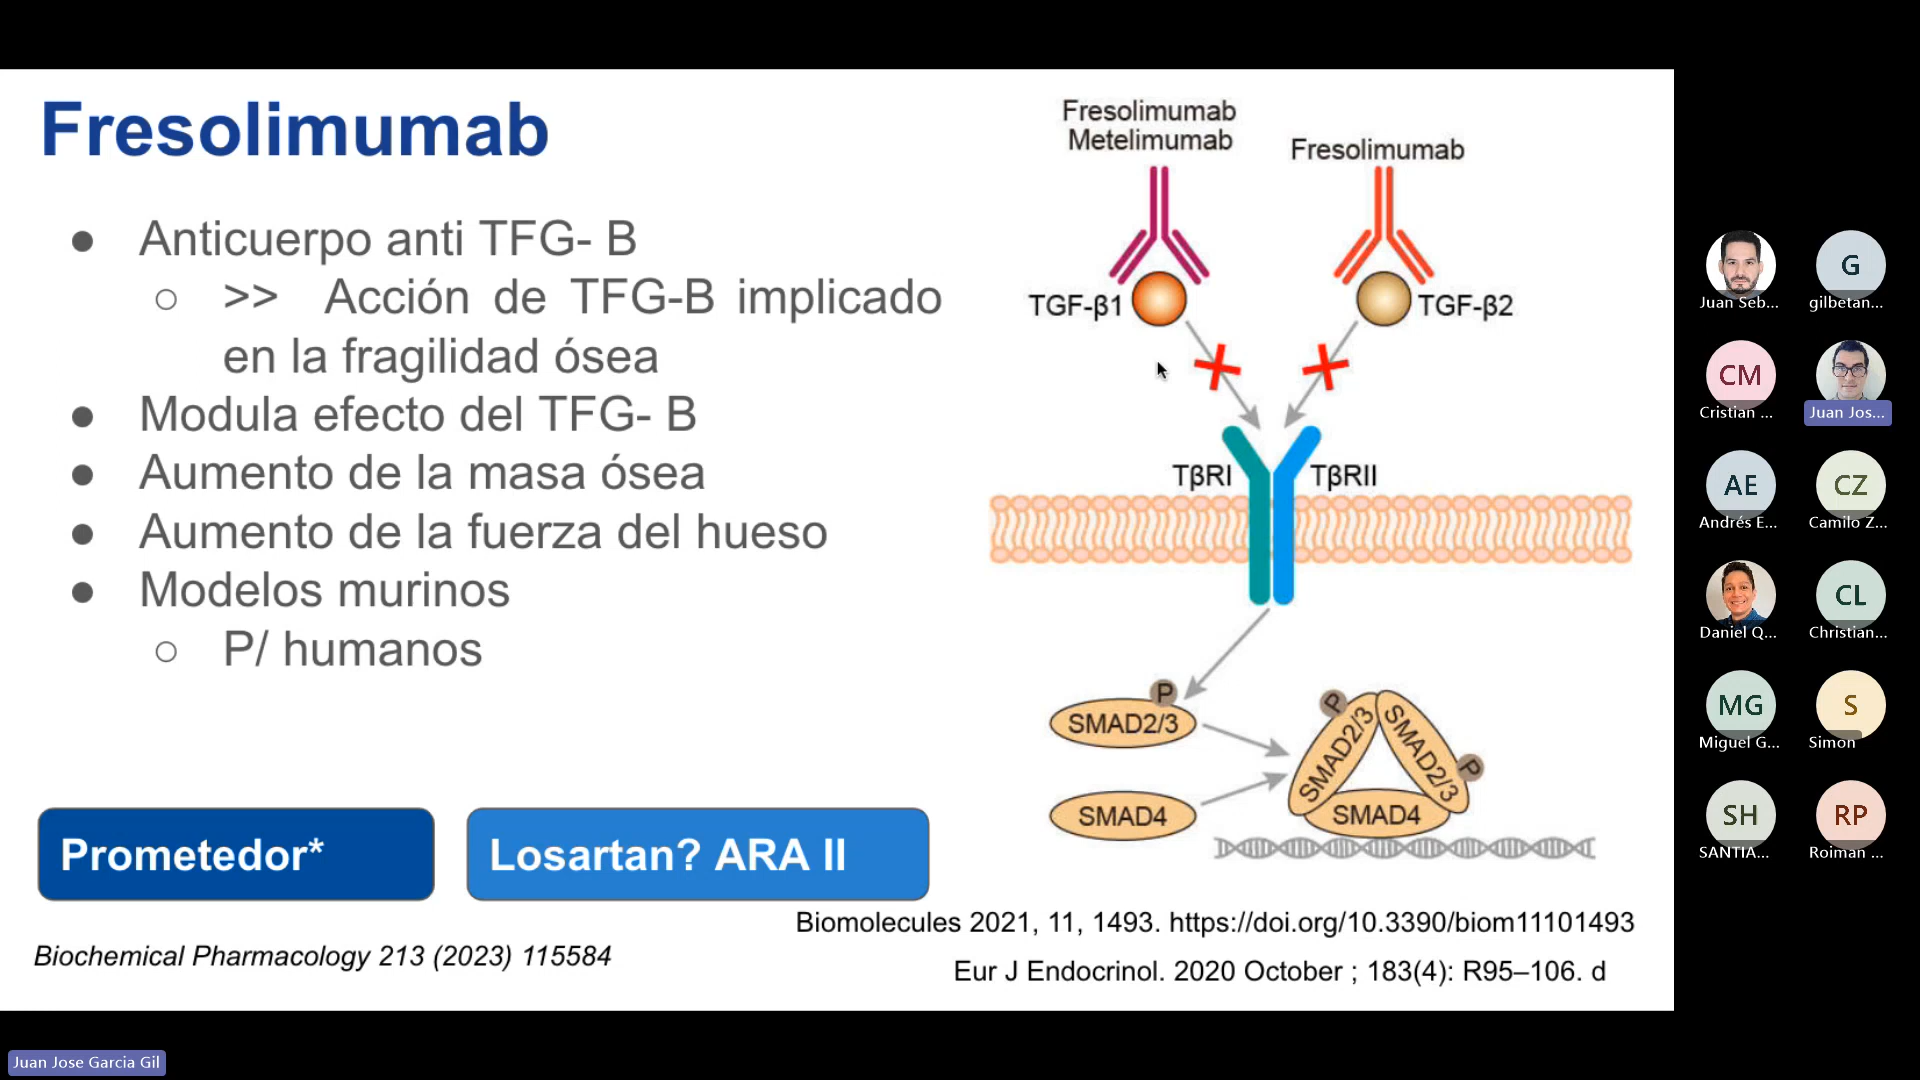 Fresolimumab
● Anticuerpo anti TFG- B
○ >> Acción de TFG-B implicado
en la fragilidad ósea
● Modula efecto del TFG- B
● Aumento de la masa ósea
● Aumento de la fuerza del hueso
● Modelos murinos
○ P/ humanos
Prometedor*
Losartan? ARA II
Biochemical Pharmacology 213 (2023) 115584
Fresolimumab
Metelimumab
Fresolimumab
TGF-β1
TGF-β2
TβRI
TβRII
P
SMAD2/3
SMAD4
P
SMAD2/3
SMAD2/3
P
SMAD4
Biomolecules 2021, 11, 1493. https://doi.org/10.3390/biom11101493
Eur J Endocrinol. 2020 October ; 183(4): R95–106. d
Juan Seb...
G
gilbetan...
CM
Cristian ...
Juan Jos...
AE
Andrés E...
CZ
Camilo Z...
Daniel Q...
CL
Christian...
MG
Miguel G...
S
Simon
SH
SANTIA...
RP
Roiman ...
Juan Jose Garcia Gil